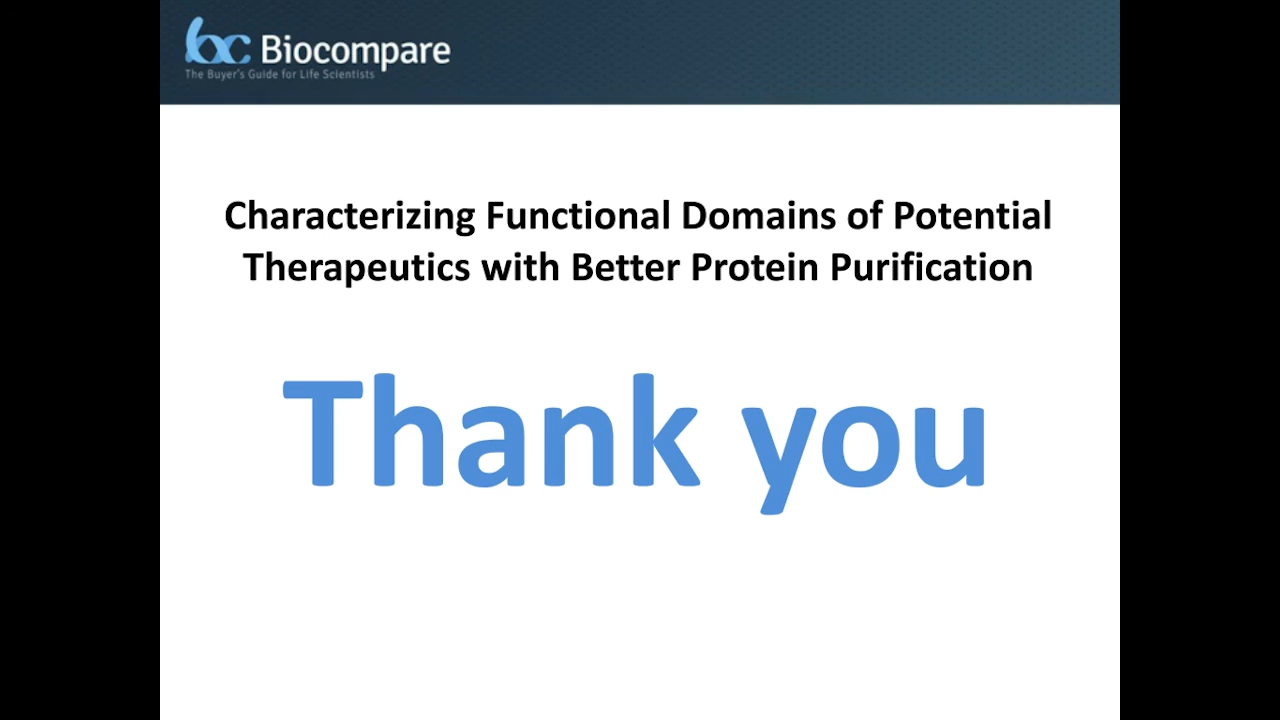 bc Biocompare
The Buyer's Guide for Life Scientists
Characterizing Functional Domains of Potential
Therapeutics with Better Protein Purification
Thank you